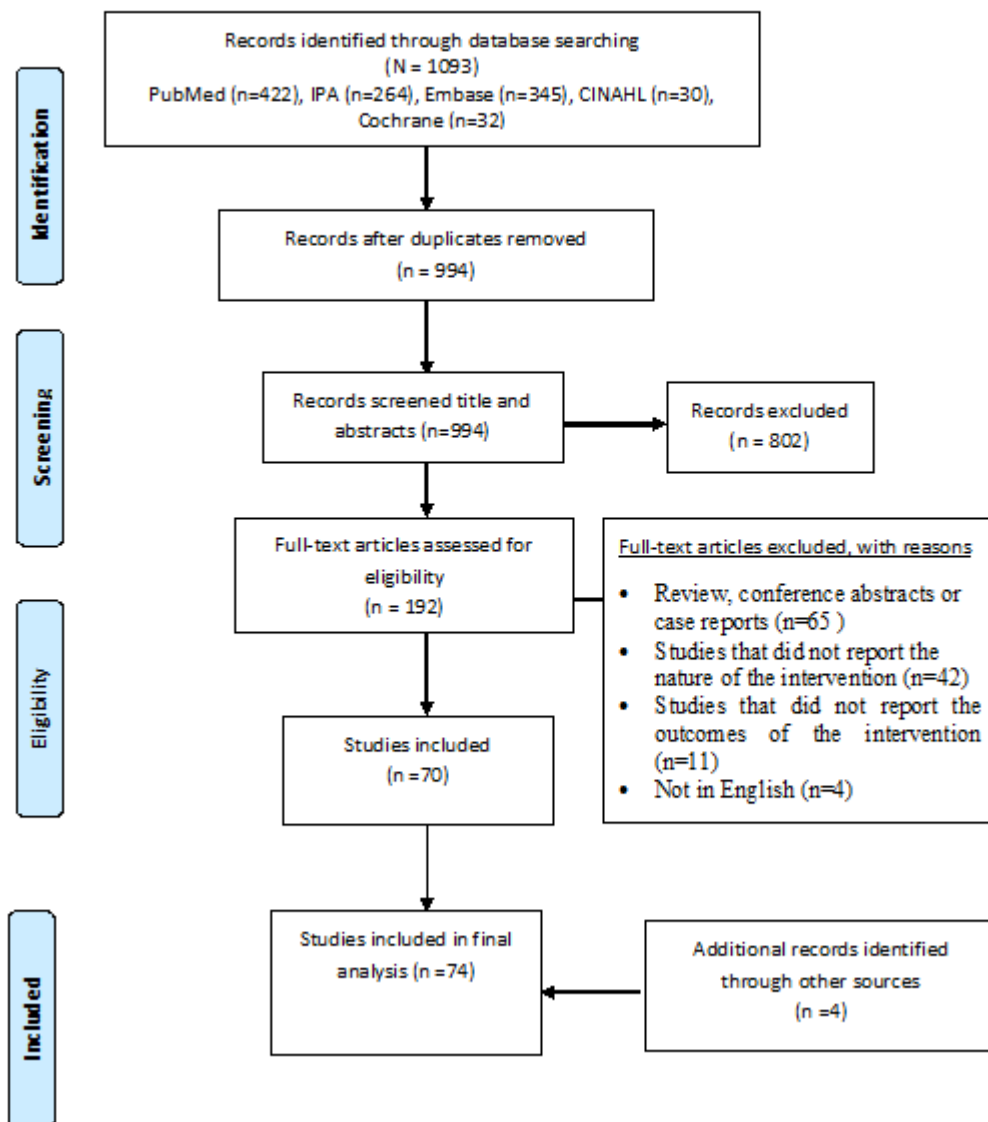 Records identified through database searching
(N = 1093)
PubMed (n=422), IPA (n=264), Embase (n=345), CINAHL (n=30),
Cochrane (n=32)
Identification
Records after duplicates removed
(n = 994)
Screening
Records screened title and
abstracts (n=994)
Records excluded
(n = 802)
Full-text articles assessed for
eligibility
(n = 192)
Full-text articles excluded, with reasons
• Review, conference abstracts or
case reports (n=65 )
• Studies that did not report the
nature of the intervention (n=42)
• Studies that did not report the
outcomes of the intervention
(n=11)
• Not in English (n=4)
Eligibility
Studies included
(n =70)
Included
Studies included in final
analysis (n =74)
Additional records identified
through other sources
(n =4)